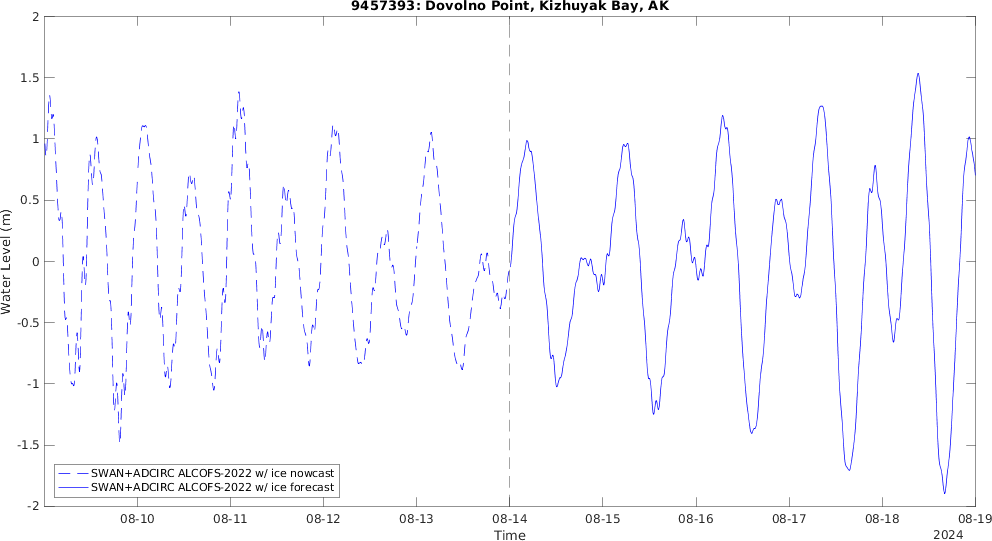 9457393: Dovolno Point, Kizhuyak Bay, AK
Water Level (m)
2
1.5
1
0.5
0
-0.5
-1
-1.5
-2
SWAN+ADCIRC ALCOFS-2022 w/ ice nowcast
SWAN+ADCIRC ALCOFS-2022 w/ ice forecast
08-10 08-11 08-12 08-13 08-14 08-15 08-16 08-17 08-18 08-19
Time
2024